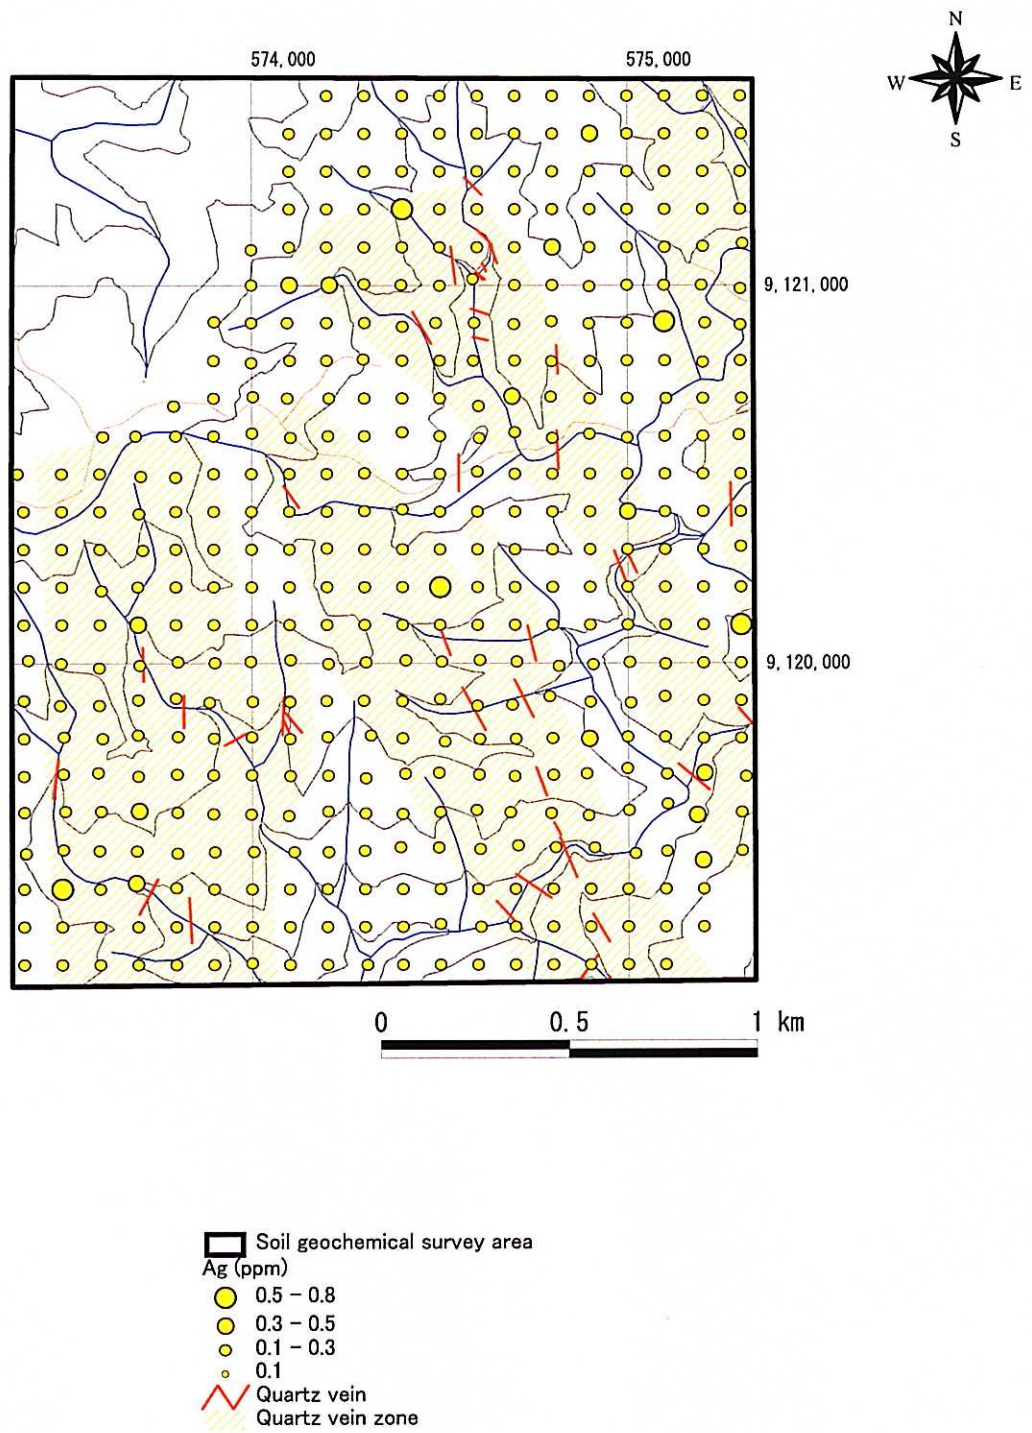 N
574,000 575,000
W E
S
9,121,000
9,120,000
0 0.5 1 km
Soil geochemical survey area
Ag (ppm)
0.5 - 0.8
0.3 - 0.5
0.1 - 0.3
0.1
Quartz vein
Quartz vein zone